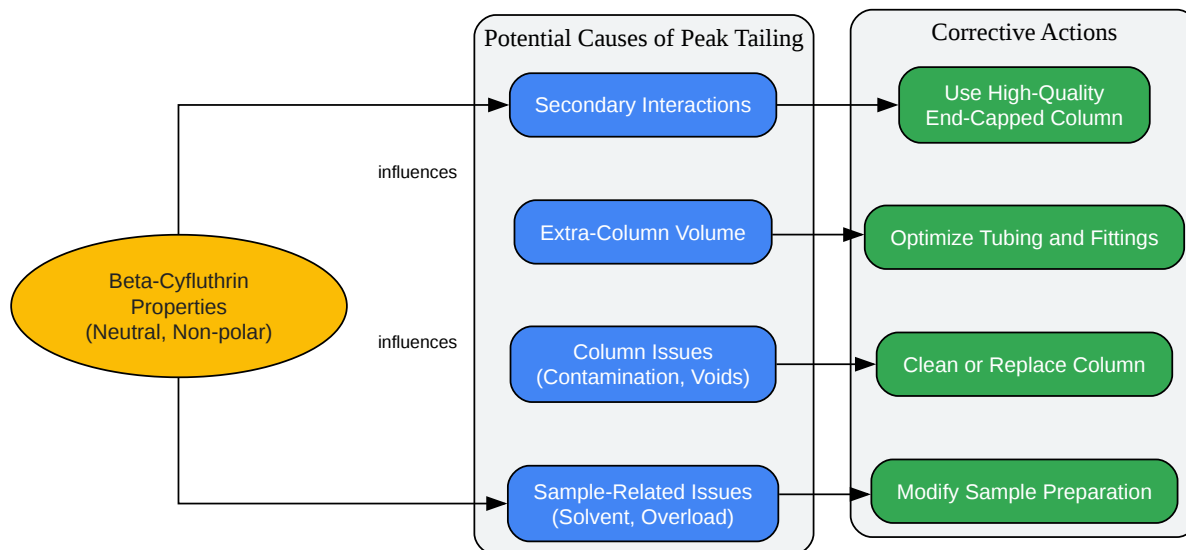 Potential Causes of Peak Tailing
Corrective Actions
Secondary Interactions
Use High-Quality
End-Capped Column
influences
Extra-Column Volume
Optimize Tubing and Fittings
Beta-Cyfluthrin
Properties
(Neutral, Non-polar)
influences
Column Issues
(Contamination, Voids)
Clean or Replace Column
Sample-Related Issues
(Solvent, Overload)
Modify Sample Preparation